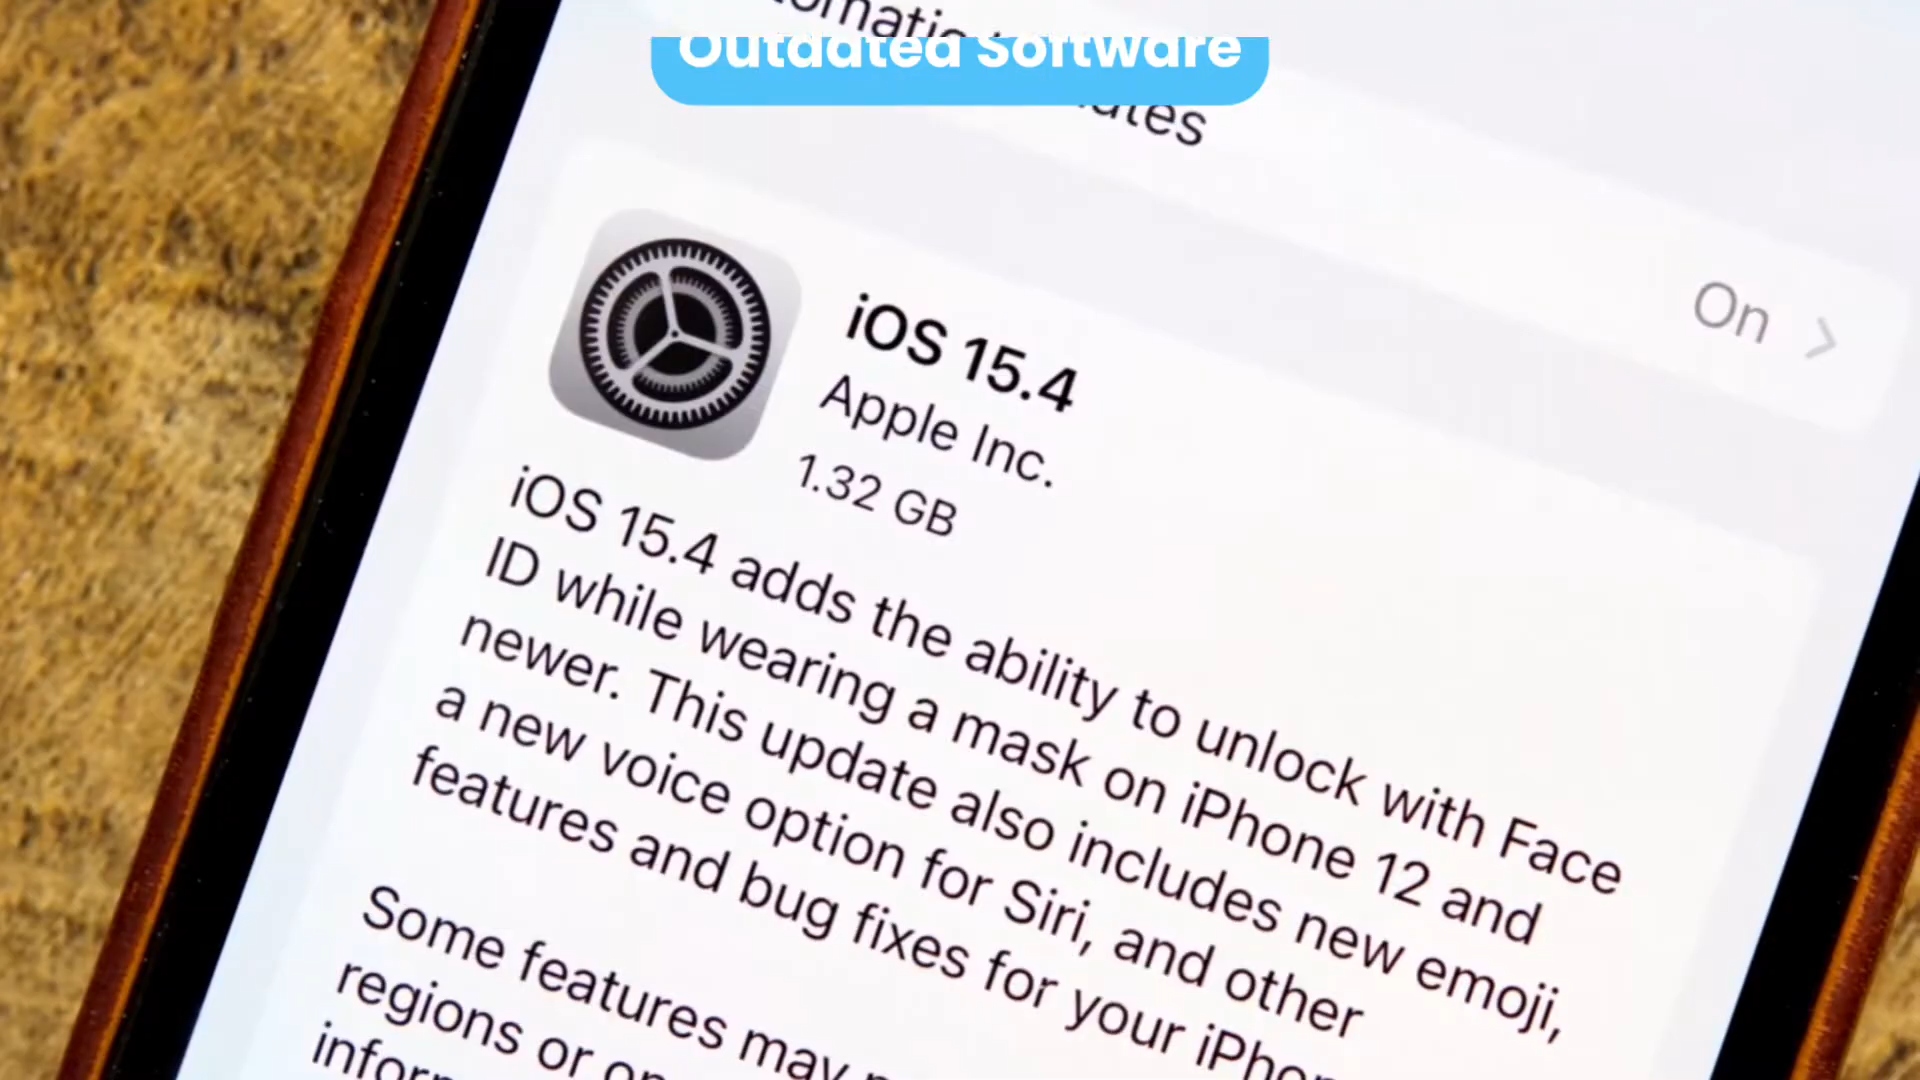 Outdated Software
On
iOS 15.4
Apple Inc.
1.32 GB
iOS 15.4 adds the ability to unlock with Face
ID while wearing a mask on iPhone 12 and
newer. This update also includes new emoji,
a new voice option for Siri, and other
features and bug fixes for your
Some features may
regions or